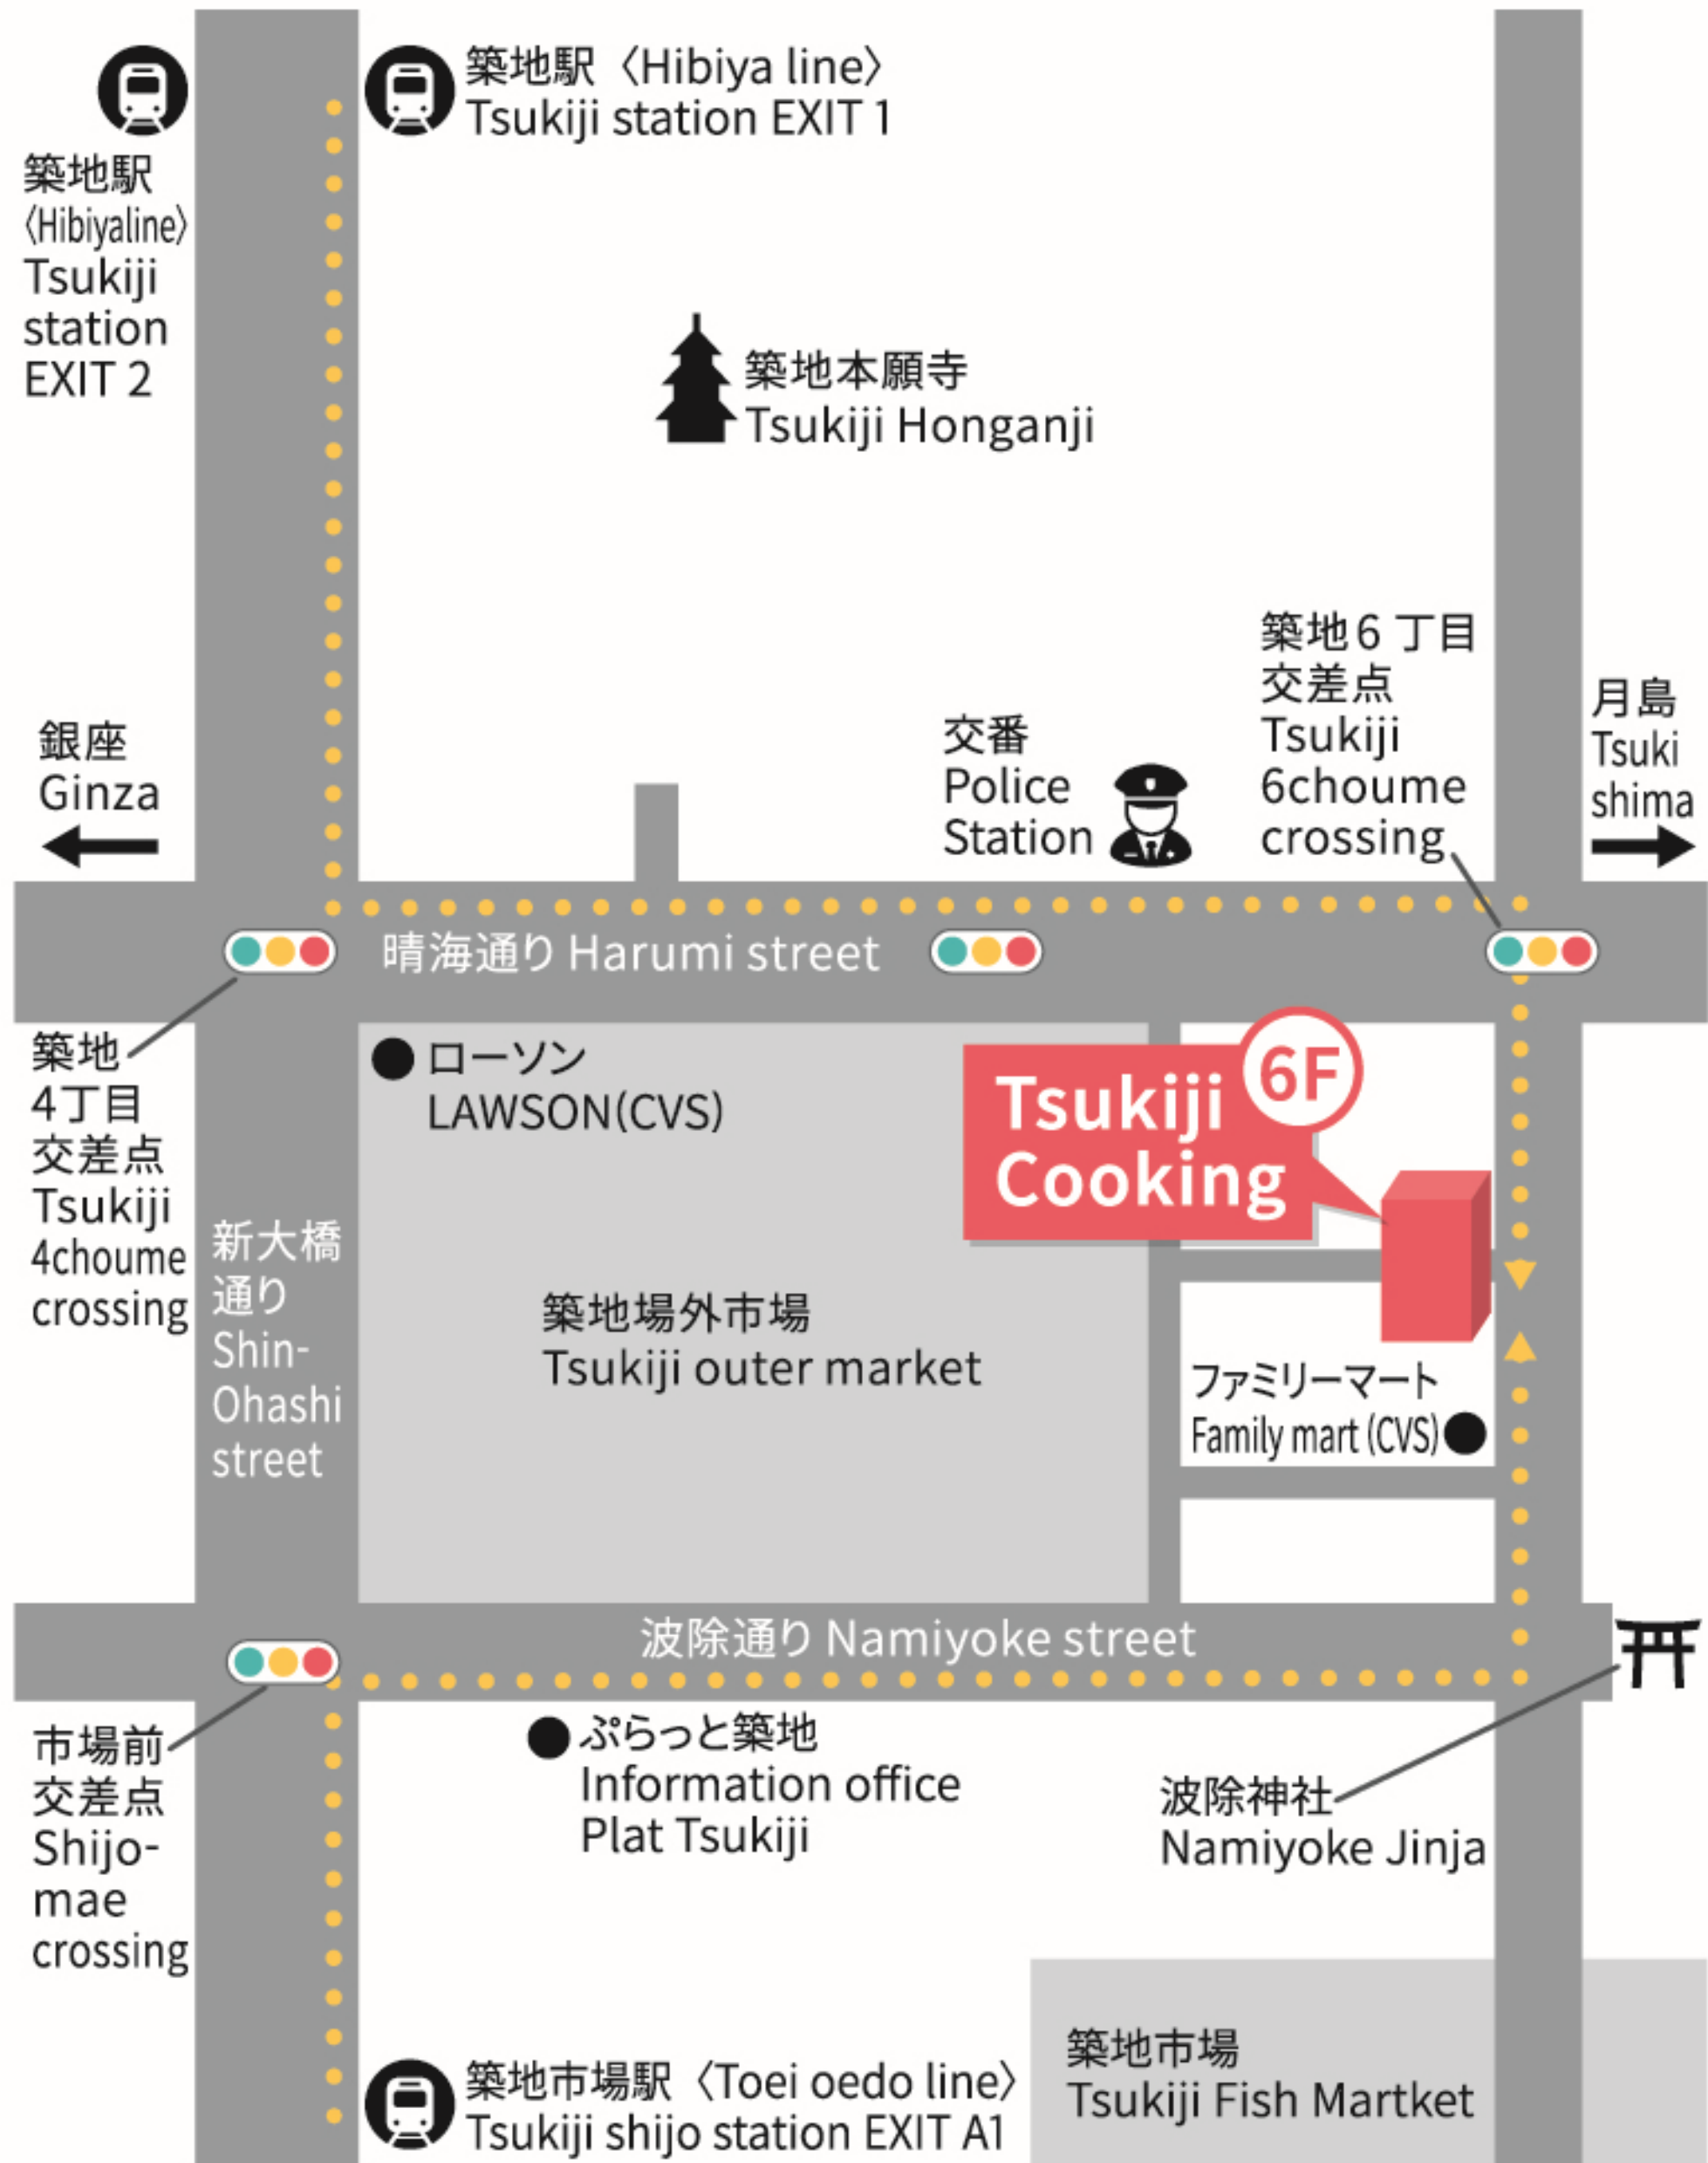 築地駅〈Hibiya line〉
Tsukiji station EXIT 1
築地駅
〈Hibiyaline〉
Tsukiji
station
EXIT 2
築地本願寺
Tsukiji Honganji
築地6 丁目
交差点
Tsukiji
6choume
crossing
月島
Tsuki
shima
銀座
Ginza
交番
Police
Station
晴海通り Harumi street
築地
4丁目
交差点
Tsukiji
4choume
crossing
ローソン
LAWSON(CVS)
6F
Tsukiji
Cooking
新大橋
通り
Shin-
Ohashi
street
築地場外市場
Tsukiji outer market
ファミリーマート
Family mart (CVS)
波除通り Namiyoke street
市場前
交差点
Shijo-
mae
crossing
ぷらっと築地
Information office
Plat Tsukiji
波除神社
Namiyoke Jinja
築地市場駅〈Toei oedo line〉
Tsukiji shijo station EXIT A1
築地市場
Tsukiji Fish Martket